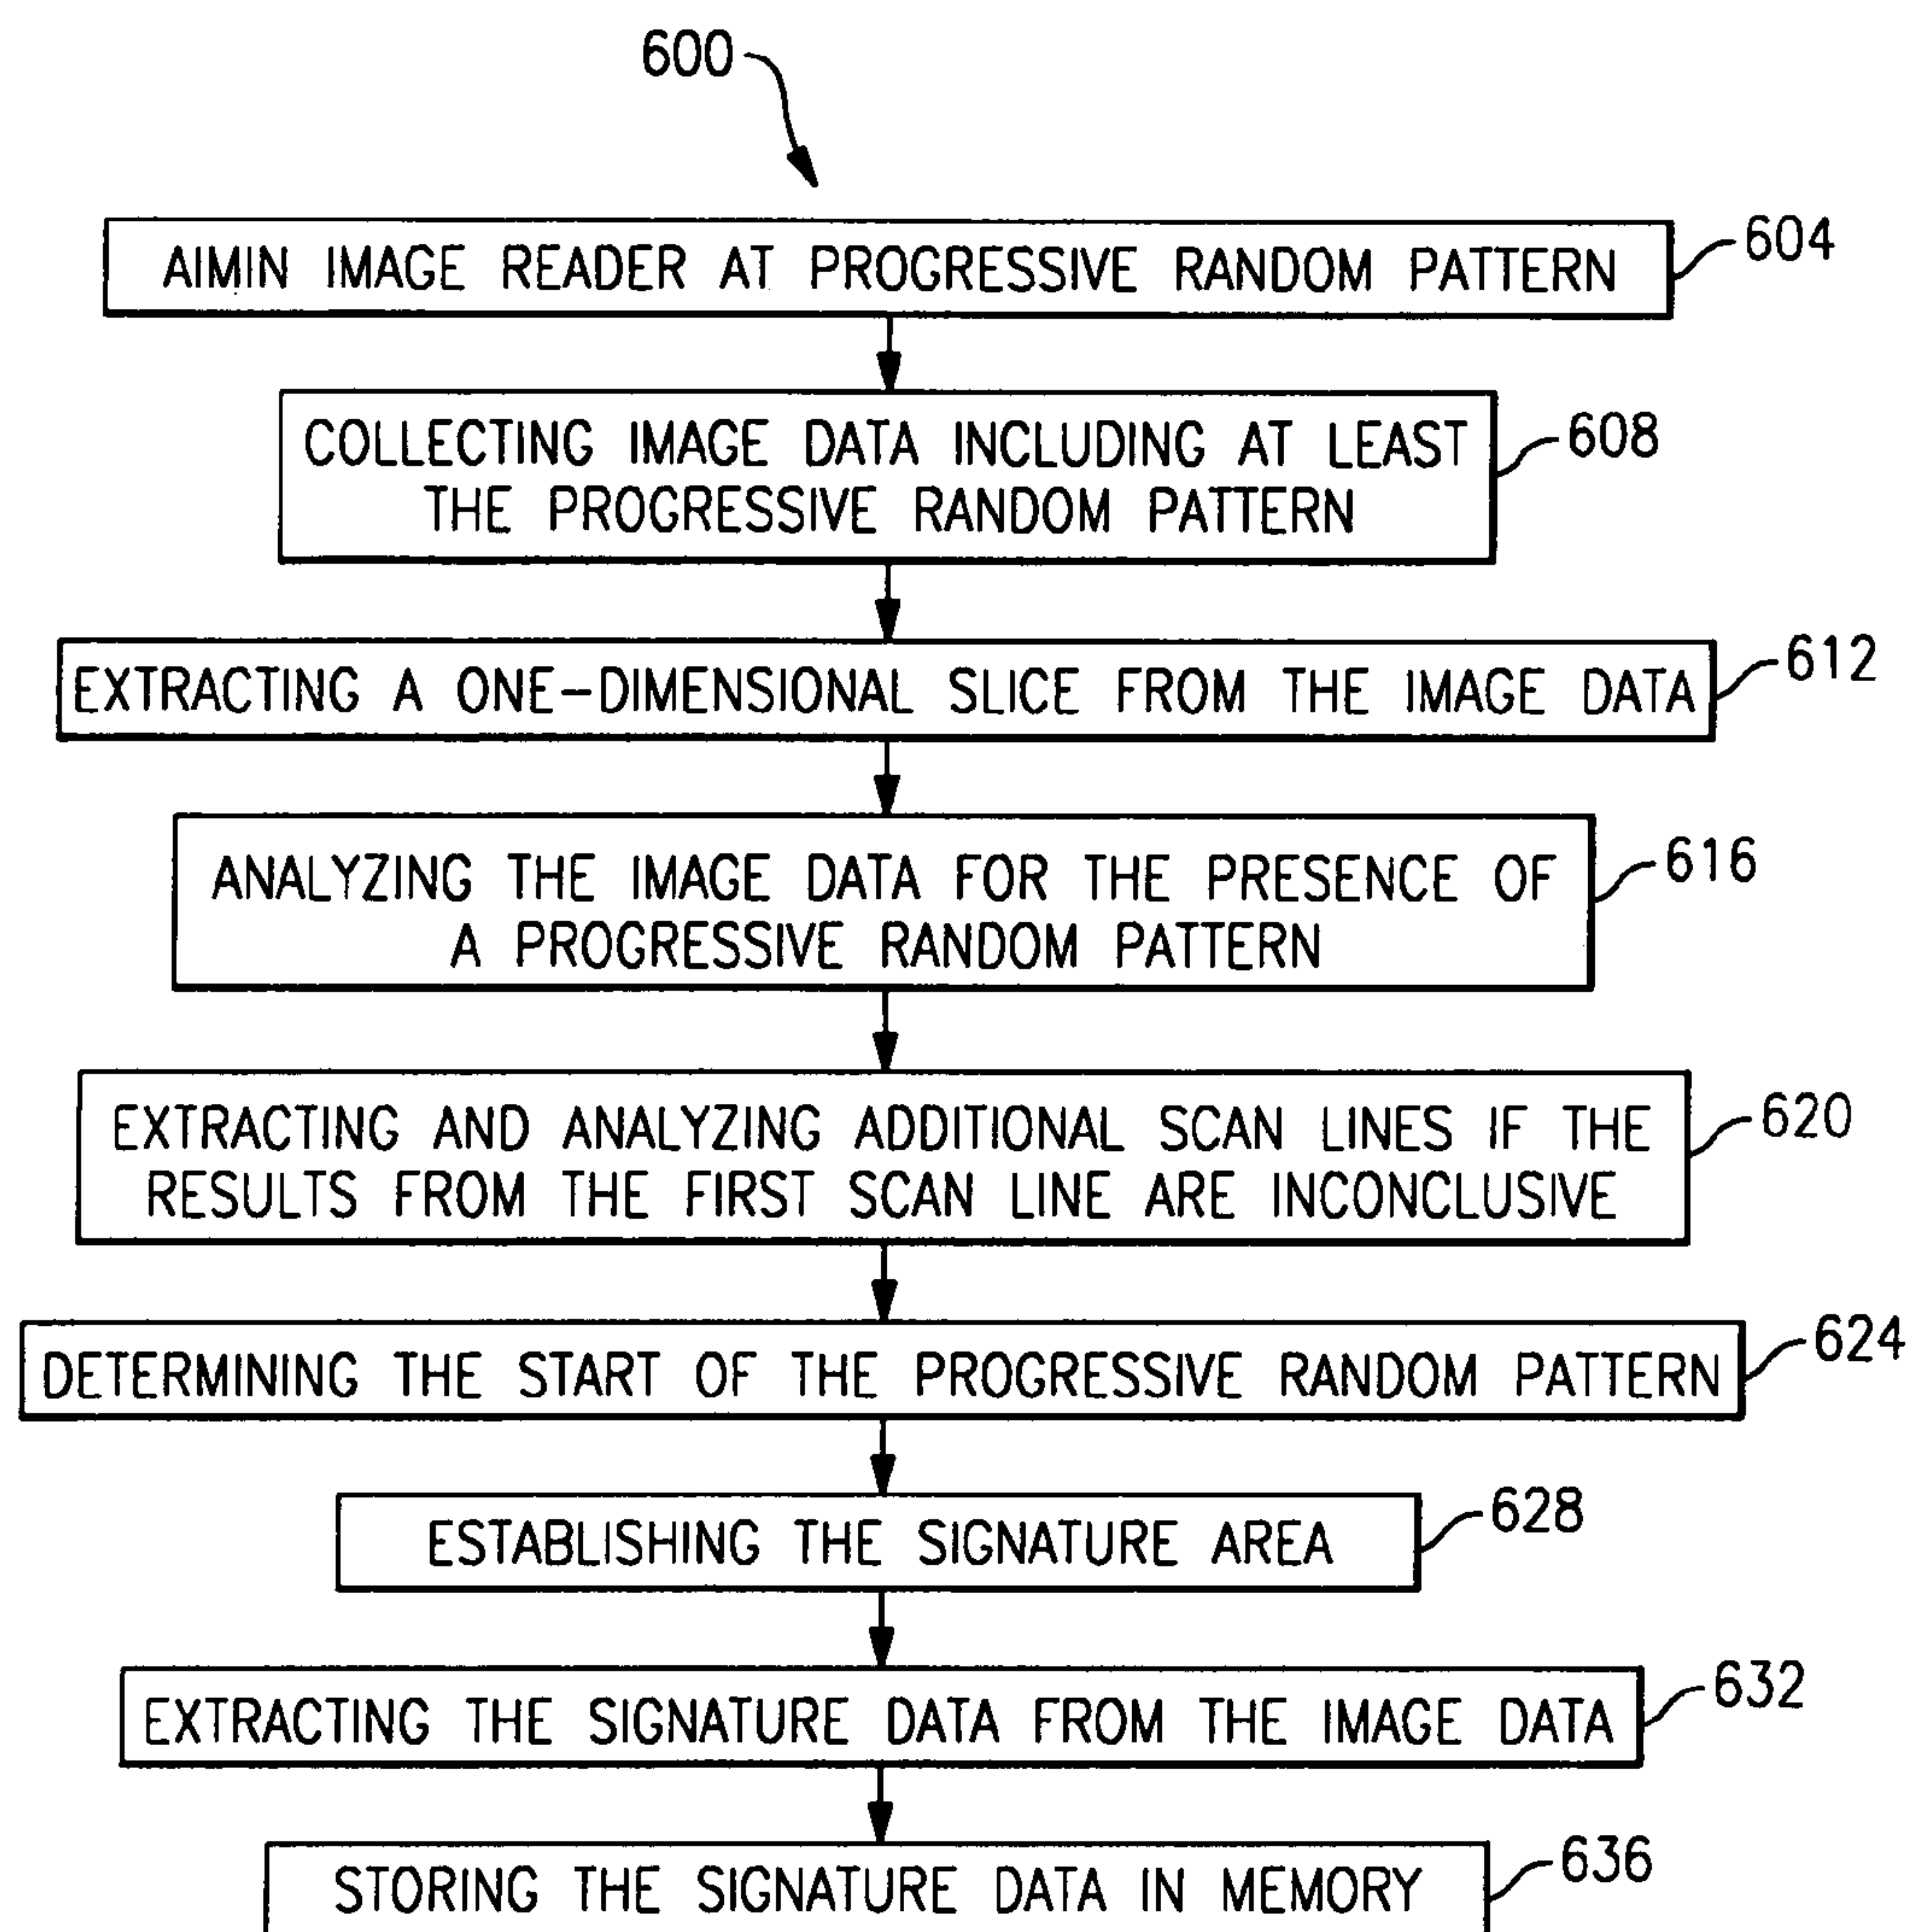 600
AIMIN IMAGE READER AT PROGRESSIVE RANDOM PATTERN
604
COLLECTING IMAGE DATA INCLUDING AT LEAST
THE PROGRESSIVE RANDOM PATTERN
608
EXTRACTING A ONE-DIMENSIONAL SLICE FROM THE IMAGE DATA
612
ANALYZING THE IMAGE DATA FOR THE PRESENCE OF
A PROGRESSIVE RANDOM PATTERN
616
EXTRACTING AND ANALYZING ADDITIONAL SCAN LINES IF THE
RESULTS FROM THE FIRST SCAN LINE ARE INCONCLUSIVE
620
DETERMINING THE START OF THE PROGRESSIVE RANDOM PATTERN
624
ESTABLISHING THE SIGNATURE AREA
628
EXTRACTING THE SIGNATURE DATA FROM THE IMAGE DATA
632
STORING THE SIGNATURE DATA IN MEMORY
636